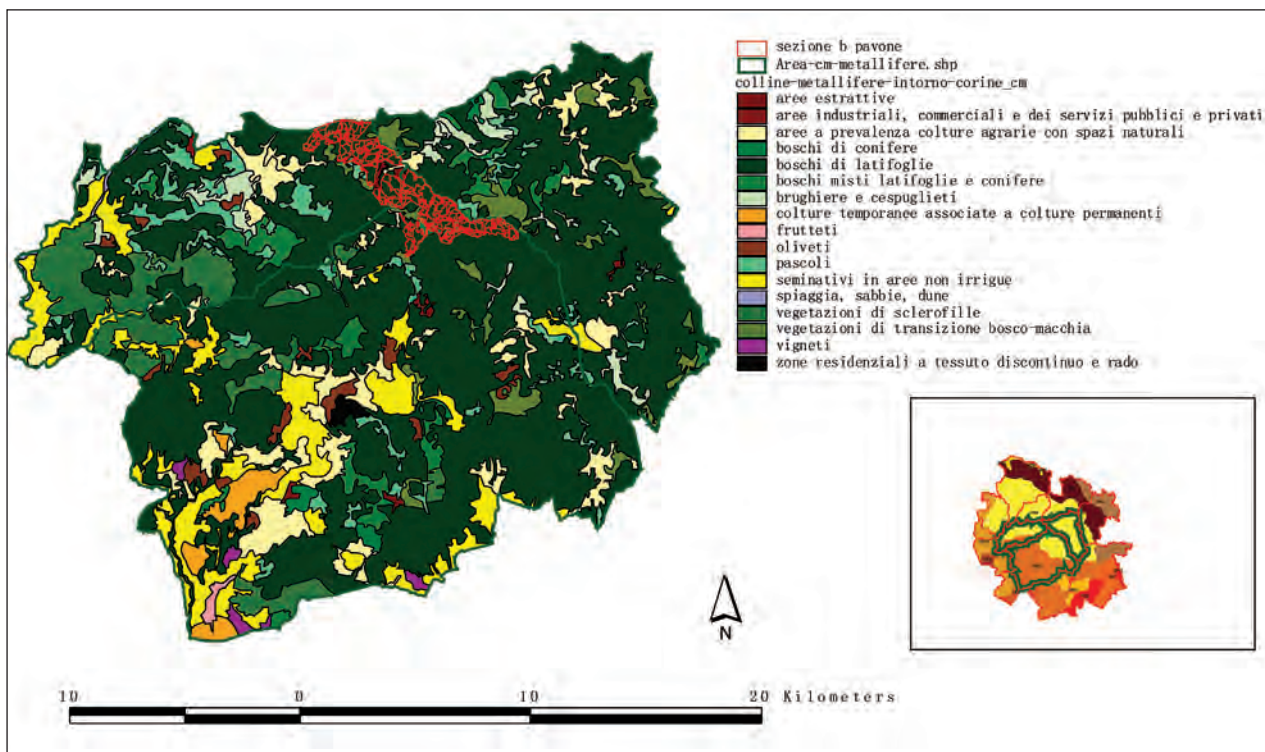 sezione b pavone
Area-cm-metallifere.shp
colline-metallifere-intorno-corine_cm
aree estrattive
aree industriali, commerciali e dei servizi pubblici e privati
aree a prevalenza colture agrarie con spazi naturali
boschi di conifere
boschi di latifoglie
boschi misti latifoglie e conifere
brughiere e cespuglieti
colture temporanee associate a colture permanenti
frutteti
oliveti
pascoli
seminativi in aree non irrigue
spiaggia, sabbie, dune
vegetazioni di sclerofille
vegetazioni di transizione bosco-macchia
vigneti
zone residenziali a tessuto discontinuo e rado
N
10 0 10 20 Kilometers